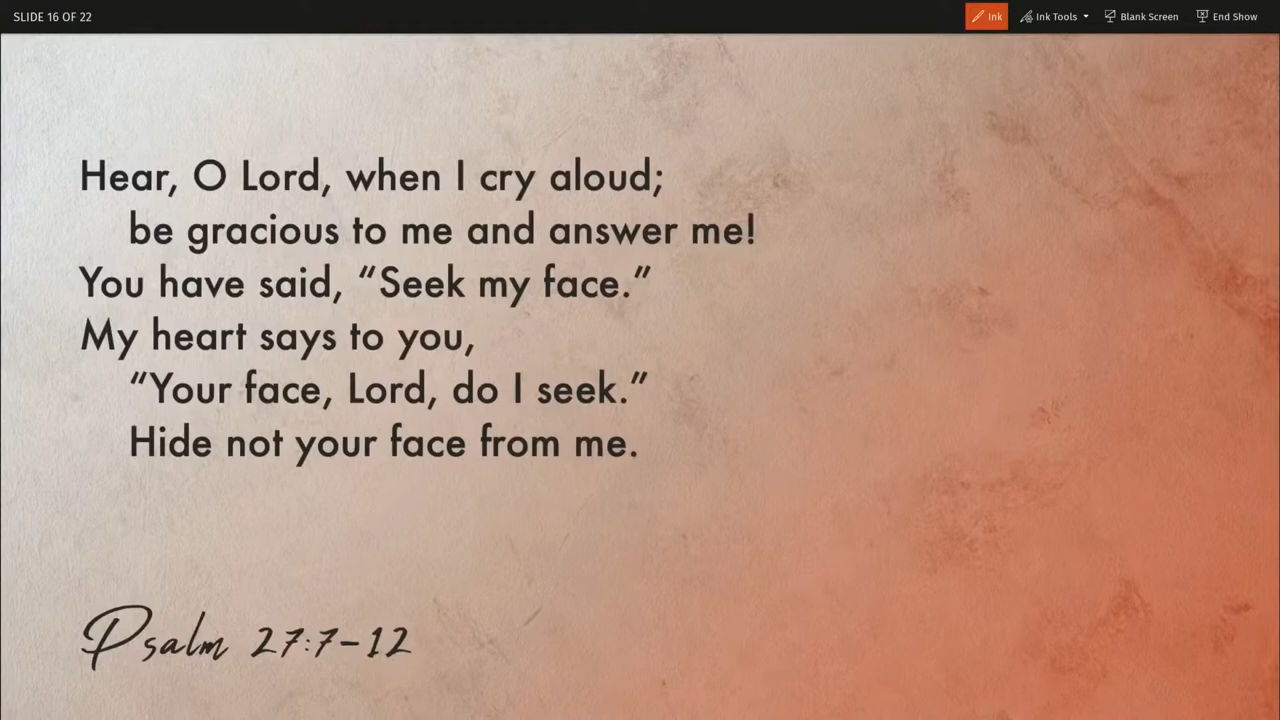 SLIDE 16 OF 22
Ink
Ink Tools
Blank Screen
End Show
Hear, O Lord, when I cry aloud;
be gracious to me and answer me!
You have said, “Seek my face.”
My heart says to you,
“Your face, Lord, do I seek.”
Hide not your face from me.
Psalm 27:7-12